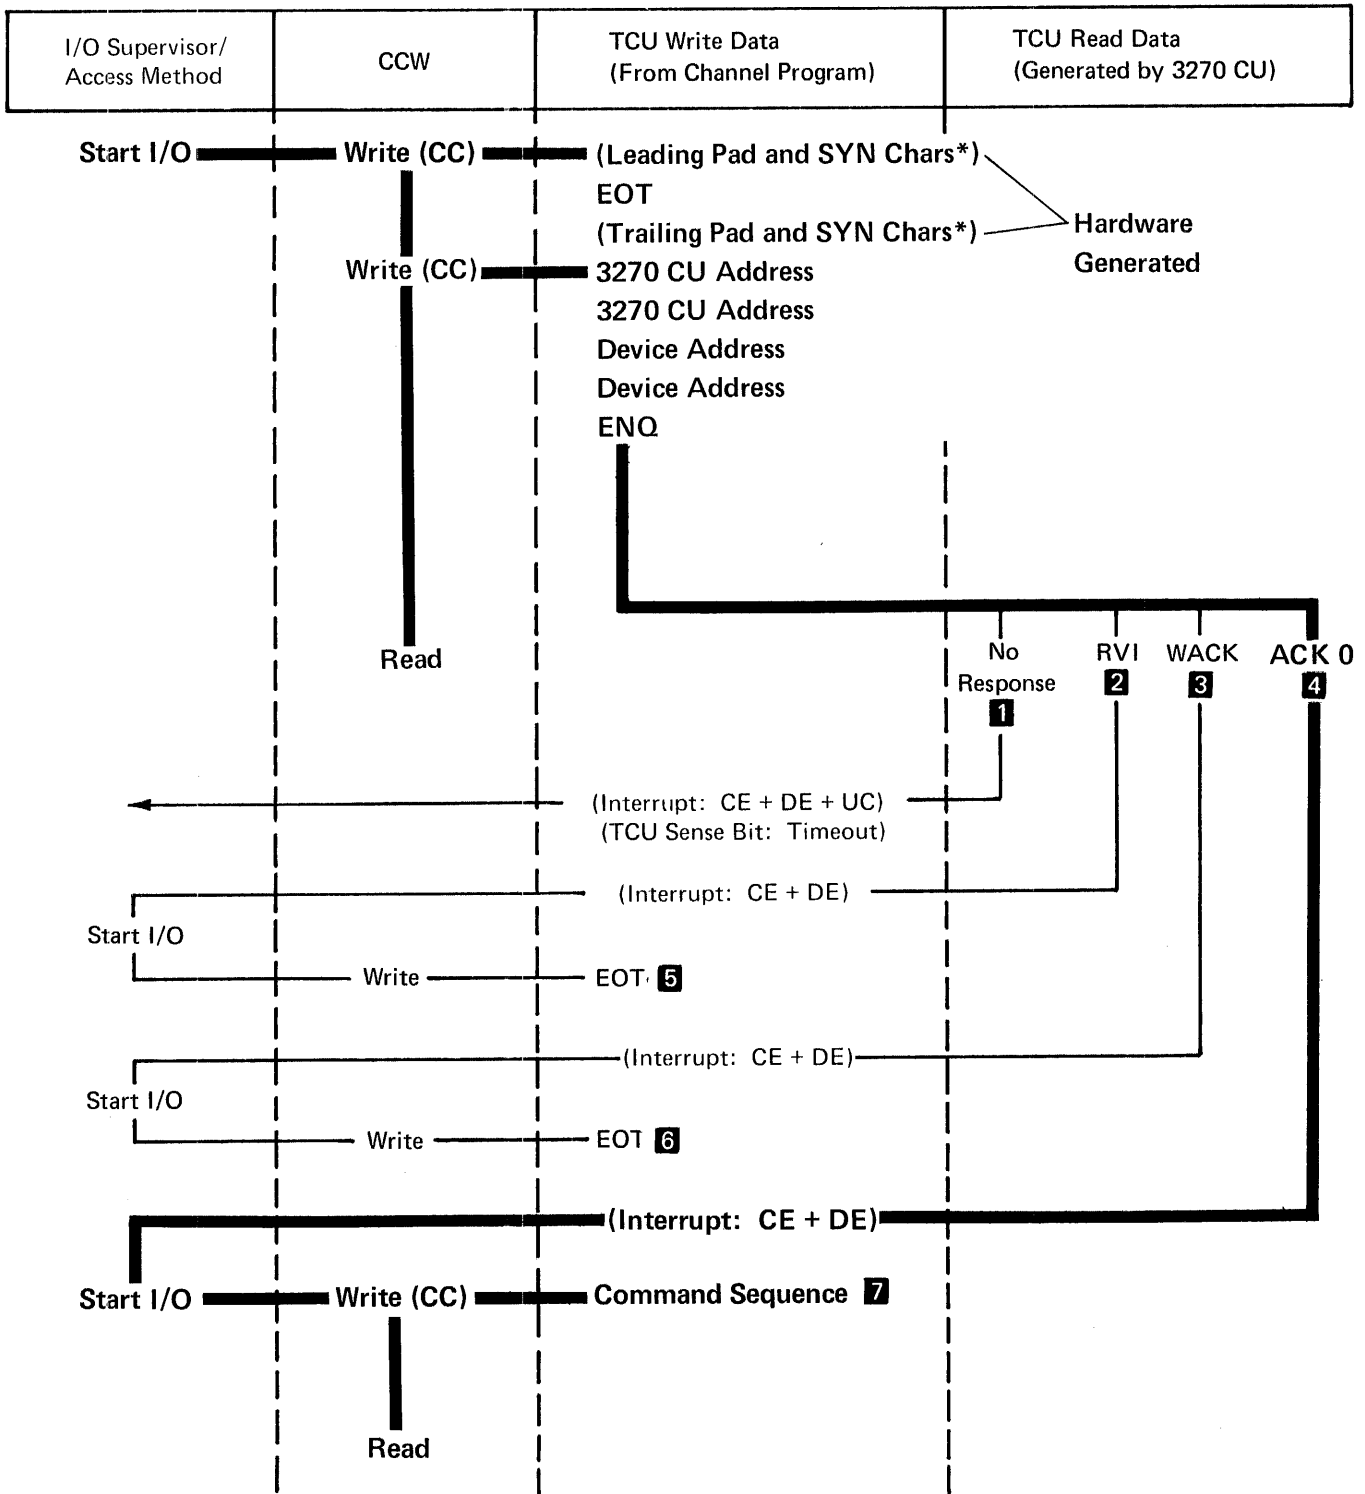 I/O Supervisor/
Access Method
CCW
TCU Write Data
(From Channel Program)
TCU Read Data
(Generated by 3270 CU)
Start I/O
Write (CC)
(Leading Pad and SYN Chars*)
EOT
(Trailing Pad and SYN Chars*)
Hardware
Generated
Write (CC)
3270 CU Address
3270 CU Address
Device Address
Device Address
ENQ
Read
No
Response
1
RVI
2
WACK
3
ACK 0
4
(Interrupt: CE + DE + UC)
(TCU Sense Bit: Timeout)
(Interrupt: CE + DE)
Start I/O
Write
EOT 5
(Interrupt: CE + DE)
Start I/O
Write
EOT 6
(Interrupt: CE + DE)
Start I/O
Write (CC)
Command Sequence 7
Read